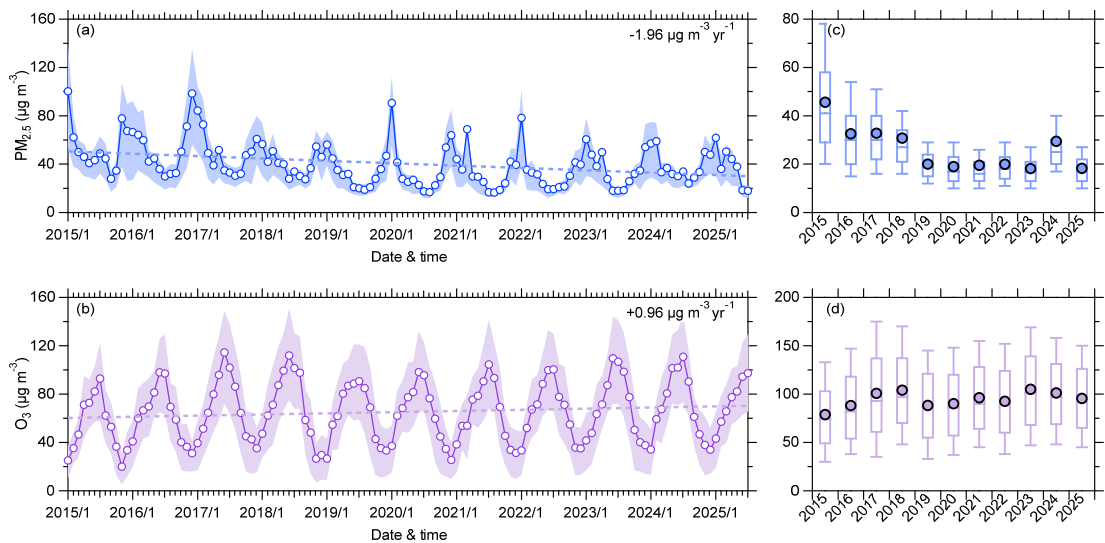 (a)
-1.96 µg m⁻³ yr⁻¹
160
120
80
40
0
PM₂.₅ (µg m⁻³)
2015/1 2016/1 2017/1 2018/1 2019/1 2020/1 2021/1 2022/1 2023/1 2024/1 2025/1
Date & time
(c)
80
60
40
20
0
2015 2016 2017 2018 2019 2020 2021 2022 2023 2024 2025
(b)
+0.96 µg m⁻³ yr⁻¹
160
120
80
40
0
O₃ (µg m⁻³)
2015/1 2016/1 2017/1 2018/1 2019/1 2020/1 2021/1 2022/1 2023/1 2024/1 2025/1
Date & time
(d)
200
150
100
50
0
2015 2016 2017 2018 2019 2020 2021 2022 2023 2024 2025